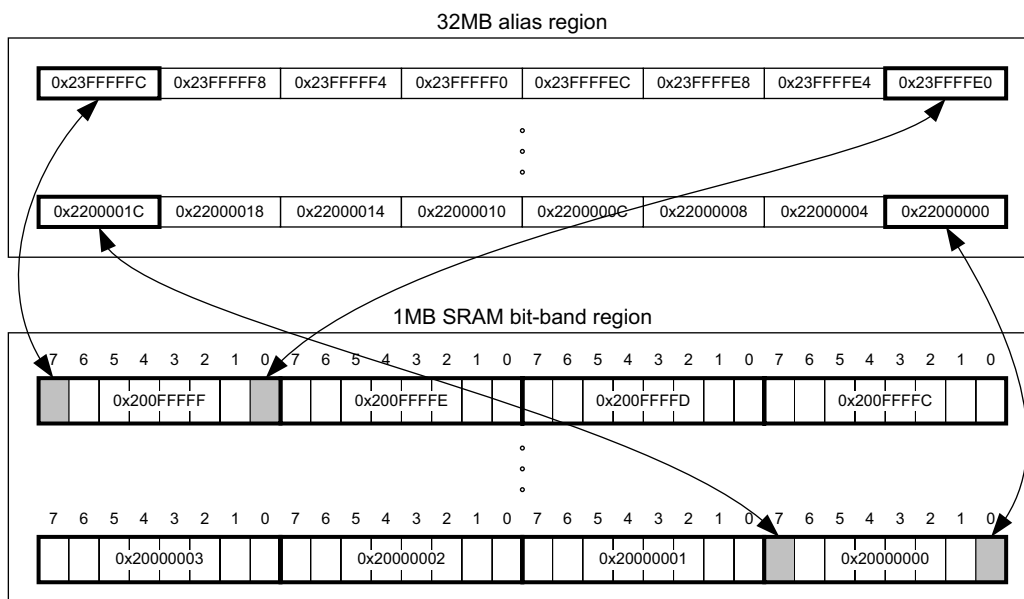 32MB alias region
0x23FFFFFC 0x23FFFFF8 0x23FFFFF4 0x23FFFFF0 0x23FFFFEC 0x23FFFFE8 0x23FFFFE4 0x23FFFFE0
0x2200001C 0x22000018 0x22000014 0x22000010 0x2200000C 0x22000008 0x22000004 0x22000000
1MB SRAM bit-band region
7 6 5 4 3 2 1 0 7 6 5 4 3 2 1 0 7 6 5 4 3 2 1 0 7 6 5 4 3 2 1 0
0x200FFFFF 0x200FFFFE 0x200FFFFD 0x200FFFFC
7 6 5 4 3 2 1 0 7 6 5 4 3 2 1 0 7 6 5 4 3 2 1 0 7 6 5 4 3 2 1 0
0x20000003 0x20000002 0x20000001 0x20000000